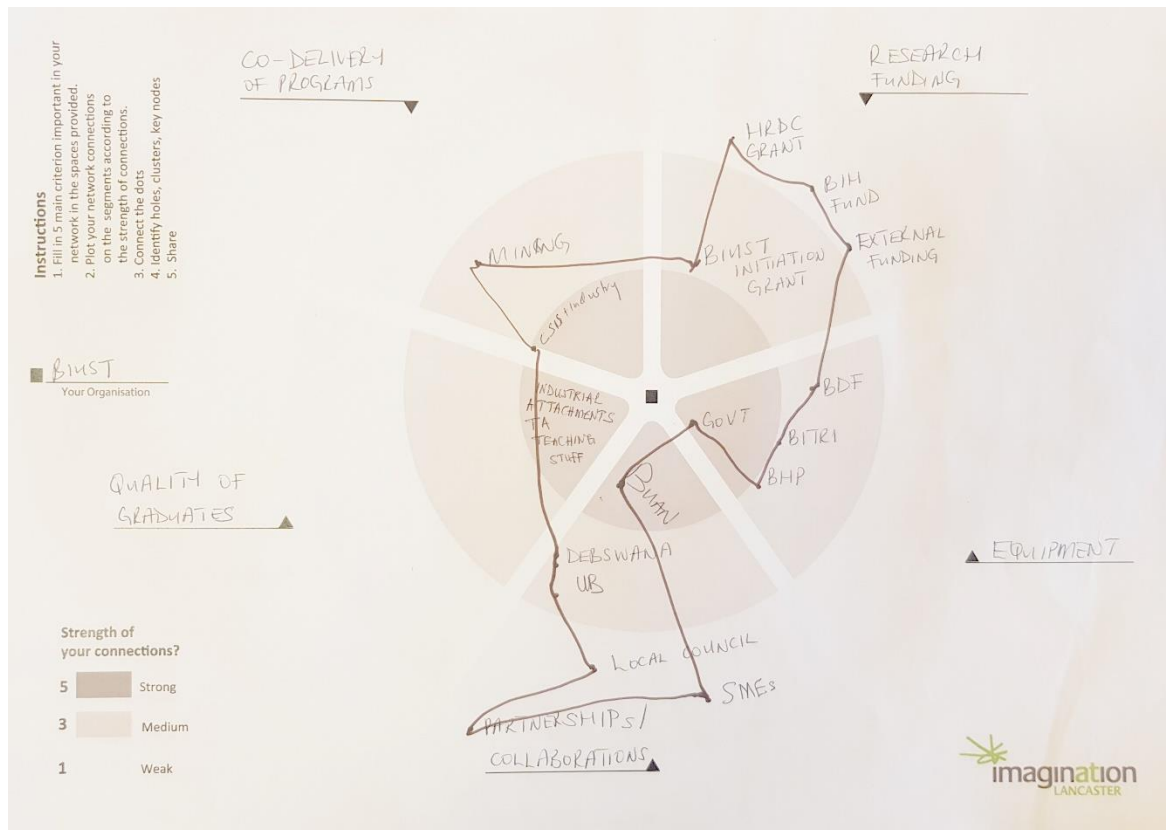 Instructions
1. Fill in 5 main criterion important in your
network in the spaces provided.
2. Plot your network connections
on the segments according to
the strength of connections.
3. Connect the dots
4. Identify holes, clusters, key nodes
5. Share
CO-DELIVERY
OF PROGRAMS
RESEARCH
FUNDING
HRDC
GRANT
BIH
FUND
EXTERNAL
FUNDING
MINING
BIUST
INITIATION
GRANT
CSIS+Industry
BIUST
Your Organisation
INDUSTRIAL
ATTACHMENTS
TA
TEACHING
STUFF
GOVT
BDF
BITRI
BHP
BUAN
QUALITY OF
GRADUATES
DEBSWANA
UB
EQUIPMENT
LOCAL COUNCIL
SMEs
PARTNERSHIPS/
COLLABORATIONS
Strength of
your connections?
5 Strong
3 Medium
1 Weak
imagination
LANCASTER